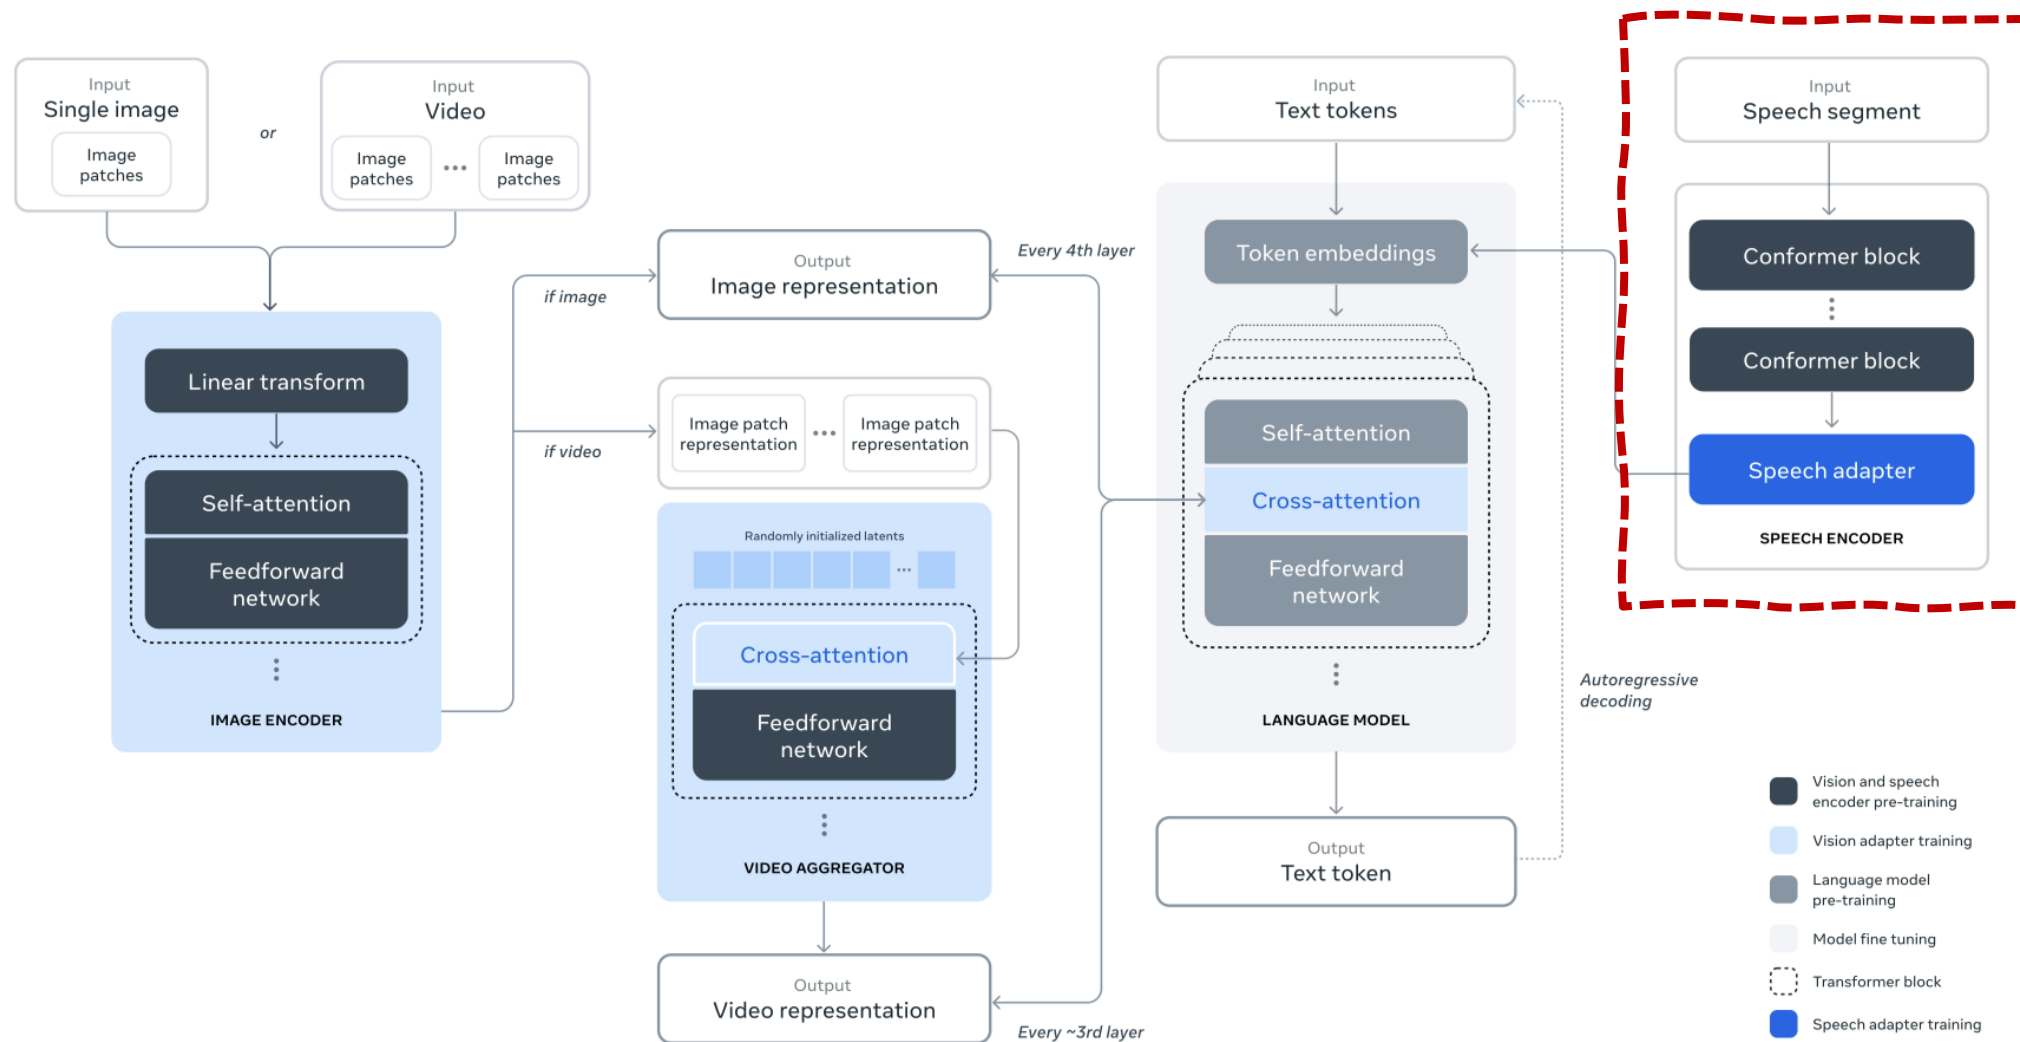 Input
Single image
Image
patches
or
Input
Video
Image
patches
...
Image
patches
Linear transform
Self-attention
Feedforward
network
IMAGE ENCODER
if image
if video
Output
Image representation
Every 4th layer
Image patch
representation
...
Image patch
representation
Randomly initialized latents
...
Cross-attention
Feedforward
network
VIDEO AGGREGATOR
Output
Video representation
Every ~3rd layer
Input
Text tokens
Token embeddings
Self-attention
Cross-attention
Feedforward
network
LANGUAGE MODEL
Output
Text token
Autoregressive
decoding
Input
Speech segment
Conformer block
Conformer block
Speech adapter
SPEECH ENCODER
Vision and speech
encoder pre-training
Vision adapter training
Language model
pre-training
Model fine tuning
Transformer block
Speech adapter training